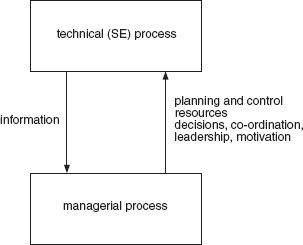 technical (SE) process
information
planning and control
resources
decisions, co-ordination,
leadership, motivation
managerial process